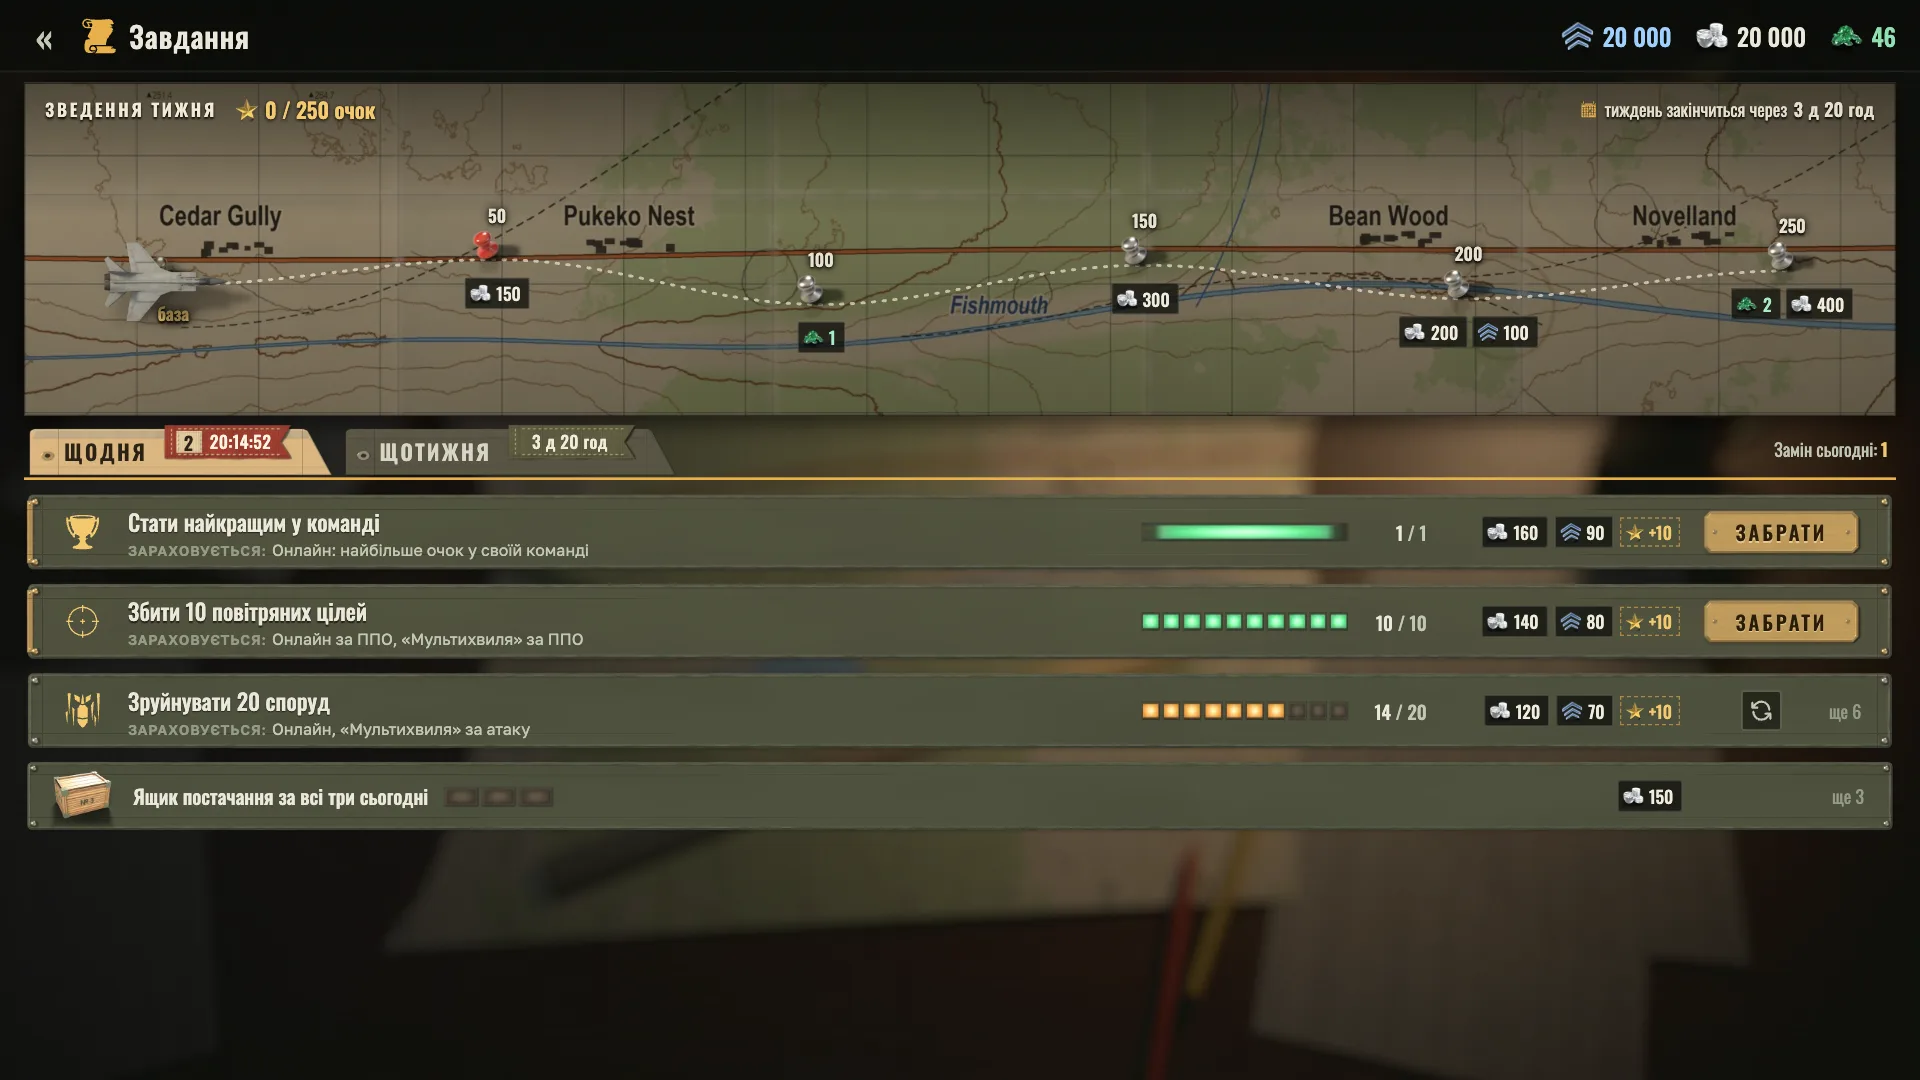 «
Завдання
20 000
20 000
46
ЗВЕДЕННЯ ТИЖНЯ
0 / 250 очок
тиждень закінчиться через 3 д 20 год
Cedar Gully
50
Pukeko Nest
150
Bean Wood
Novelland
250
100
200
база
150
Fishmouth
300
2
400
1
200
100
ЩОДНЯ
2
20:14:52
ЩОТИЖНЯ
3 д 20 год
Замін сьогодні: 1
Стати найкращим у команді
ЗАРАХОВУЄТЬСЯ: Онлайн: найбільше очок у своїй команді
1 / 1
160
90
+10
ЗАБРАТИ
Збити 10 повітряних цілей
ЗАРАХОВУЄТЬСЯ: Онлайн за ППО, «Мультихвиля» за ППО
10 / 10
140
80
+10
ЗАБРАТИ
Зруйнувати 20 споруд
ЗАРАХОВУЄТЬСЯ: Онлайн, «Мультихвиля» за атаку
14 / 20
120
70
+10
ще 6
Ящик постачання за всі три сьогодні
150
ще 3